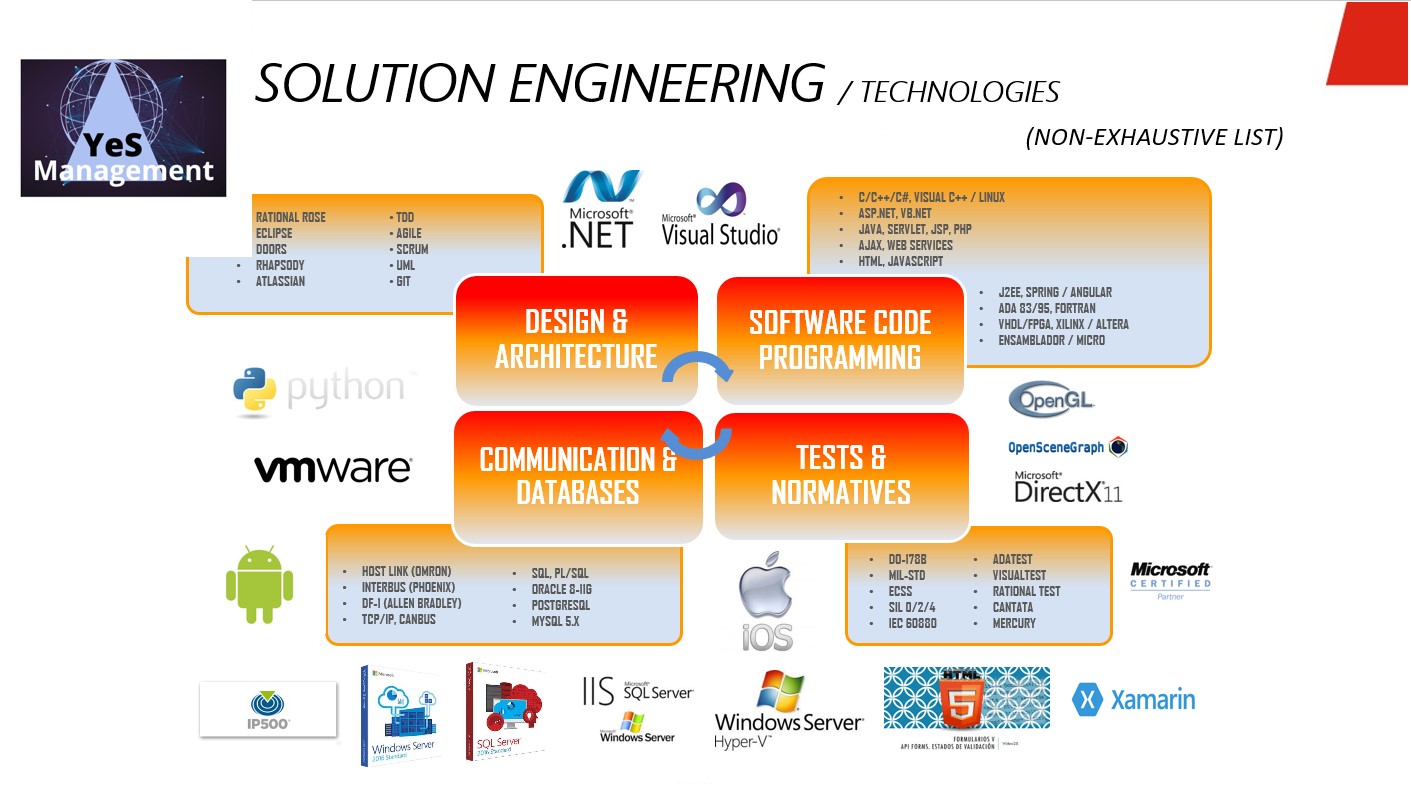 SOLUTION ENGINEERING / TECHNOLOGIES
(NON-EXHAUSTIVE LIST)
YeS
Management
RATIONAL ROSE
ECLIPSE
DOORS
• RHAPSODY
• ATLASSIAN
• TDD
• AGILE
• SCRUM
• UML
• GIT
Microsoft®
.NET
Microsoft®
Visual Studio®
• C/C++/C#, VISUAL C++ / LINUX
• ASP.NET, VB.NET
• JAVA, SERVLET, JSP, PHP
• AJAX, WEB SERVICES
• HTML, JAVASCRIPT
• J2EE, SPRING / ANGULAR
• ADA 83/95, FORTRAN
• VHDL/FPGA, XILINX / ALTERA
• ENSAMBLADOR / MICRO
DESIGN &
ARCHITECTURE
SOFTWARE CODE
PROGRAMMING
COMMUNICATION &
DATABASES
TESTS &
NORMATIVES
python™
vmware®
OpenGL
OpenSceneGraph
Microsoft®
DirectX®11
• HOST LINK (OMRON)
• INTERBUS (PHOENIX)
• DF-1 (ALLEN BRADLEY)
• TCP/IP, CANBUS
• SQL, PL/SQL
• ORACLE 8-11G
• POSTGRESQL
• MYSQL 5.X
iOS
• DO-178B
• MIL-STD
• ECSS
• SIL 0/2/4
• IEC 60880
• ADATEST
• VISUALTEST
• RATIONAL TEST
• CANTATA
• MERCURY
Microsoft
CERTIFIED
Partner
IP500®
Microsoft
Windows Server
2016 Standard
Microsoft
SQL Server
2016 Standard
IIS
Microsoft®
SQL Server®
Microsoft
Windows Server
Windows Server®
Hyper-V™
HTML
5
FORMULARIOS V
API FORMS. ESTADOS DE VALIDACIÓN
Xamarin